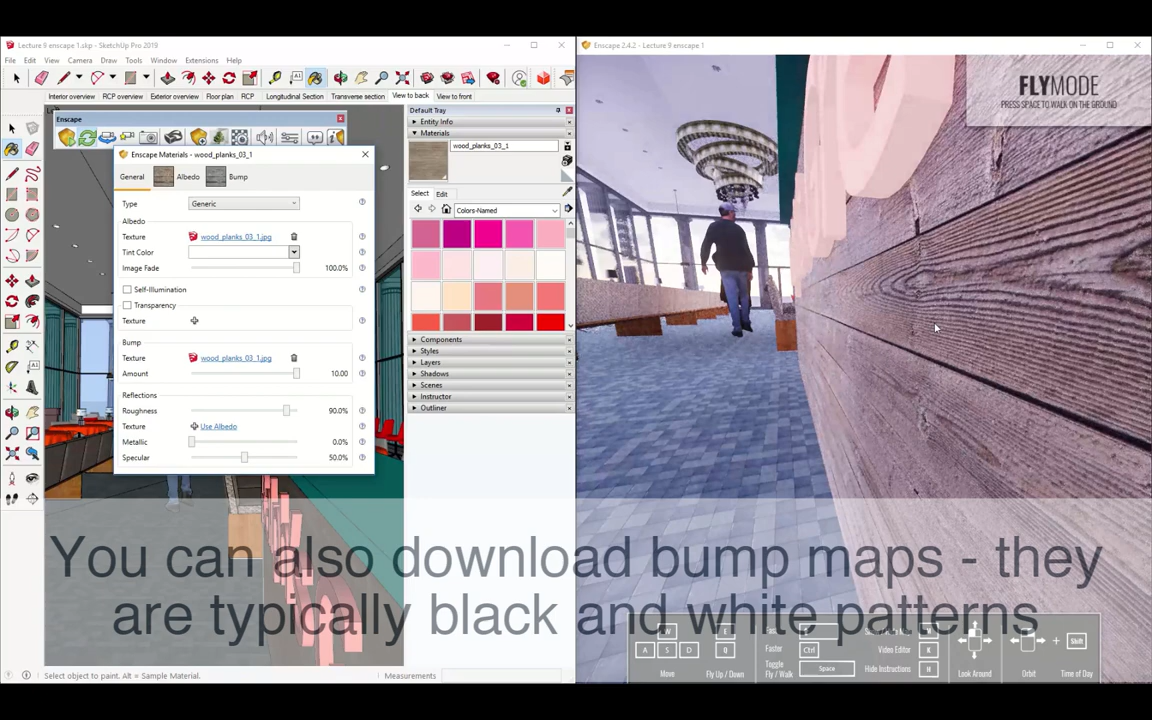 Lecture 9 enscape 1.skp - SketchUp Pro 2019
File Edit View Camera Draw Tools Window Extensions Help
Interior overview RCP overview Exterior overview Floor plan RCP Longitudinal Section Transverse section View to back View to front
Enscape
Enscape Materials - wood_planks_03_1
General Albedo Bump
Type Generic
Albedo
Texture wood_planks_03_1.jpg
Tint Color
Image Fade 100.0%
Self-Illumination
Transparency
Texture
Bump
Texture wood_planks_03_1.jpg
Amount 10.00
Reflections
Roughness 90.0%
Texture Use Albedo
Metallic 0.0%
Specular 50.0%
Default Tray
Entity Info
Materials
wood_planks_03_1
Select Edit
Colors-Named
Components
Styles
Layers
Shadows
Scenes
Instructor
Outliner
Select object to paint. Alt = Sample Material.
Measurements
Enscape 2.4.2 - Lecture 9 enscape 1
FLYMODE
PRESS SPACE TO WALK ON THE GROUND
You can also download bump maps - they
are typically black and white patterns
W
A S D
Move
E
Q
Fly Up / Down
Faster Ctrl
Toggle
Fly / Walk
Space
Video Editor K
Hide Instructions H
Look Around
Orbit
+ Shift
Time of Day